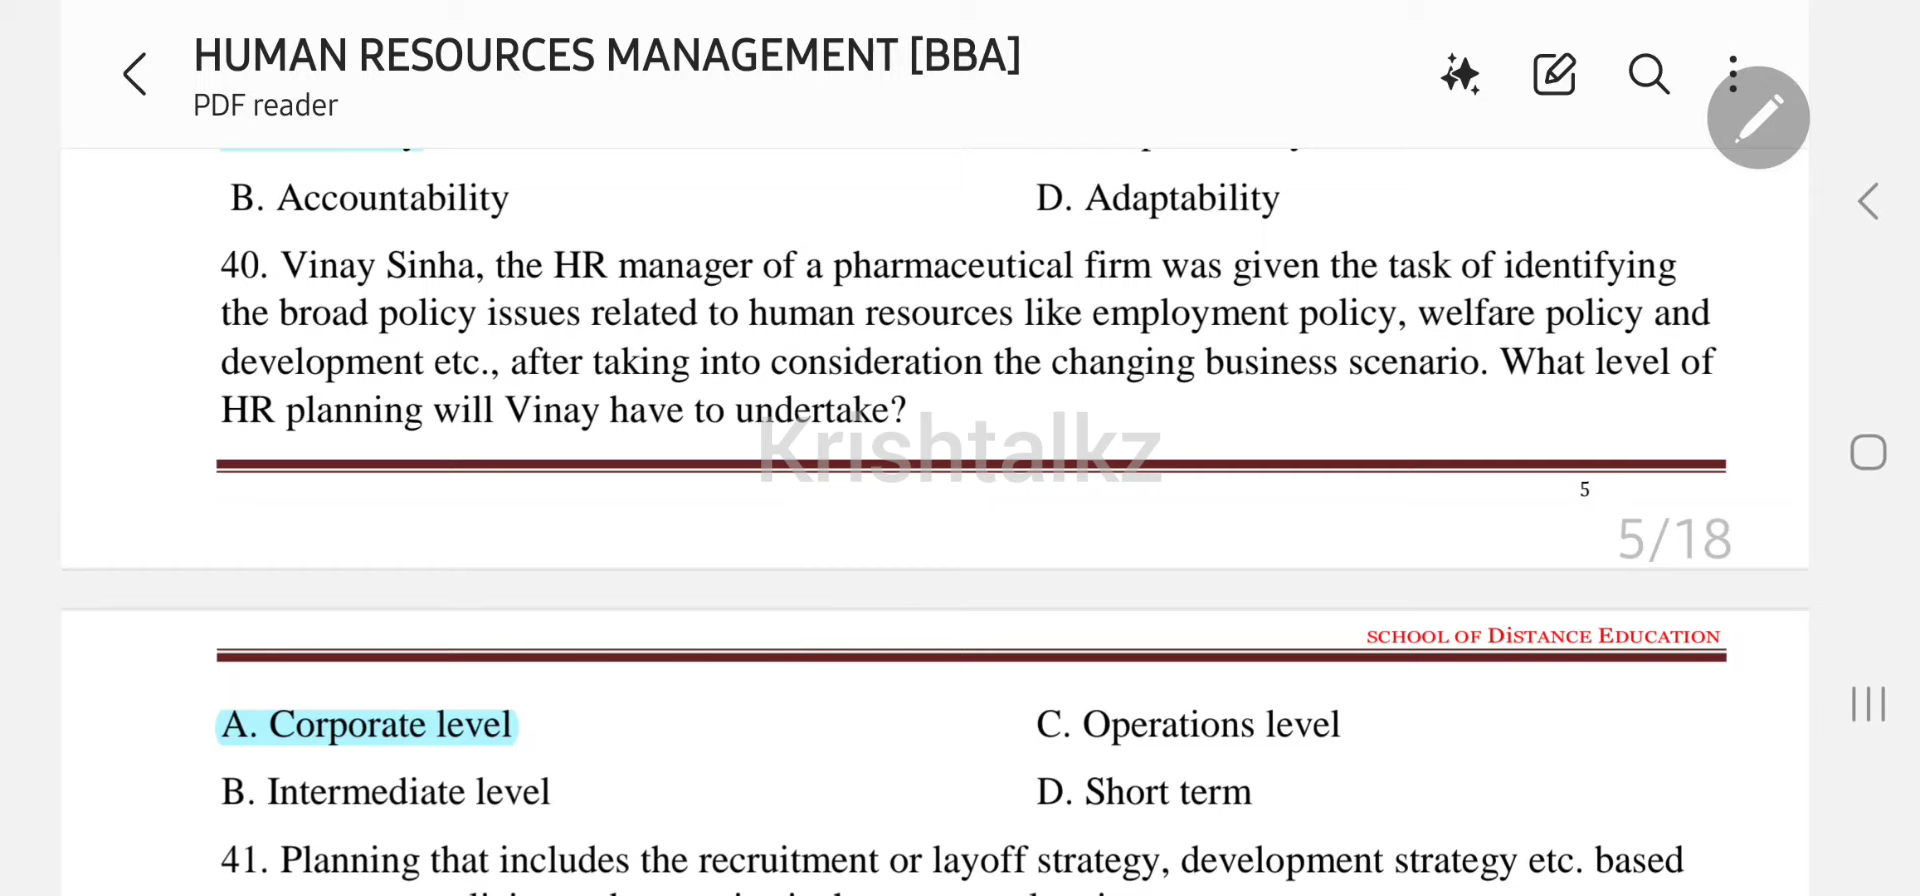 HUMAN RESOURCES MANAGEMENT [BBA]
PDF reader
B. Accountability
D. Adaptability
40. Vinay Sinha, the HR manager of a pharmaceutical firm was given the task of identifying
the broad policy issues related to human resources like employment policy, welfare policy and
development etc., after taking into consideration the changing business scenario. What level of
HR planning will Vinay have to undertake?
Krishtalkz
5
5/18
SCHOOL OF DiSTANCE EDUCATION
A. Corporate level
C. Operations level
B. Intermediate level
D. Short term
41. Planning that includes the recruitment or layoff strategy, development strategy etc. based